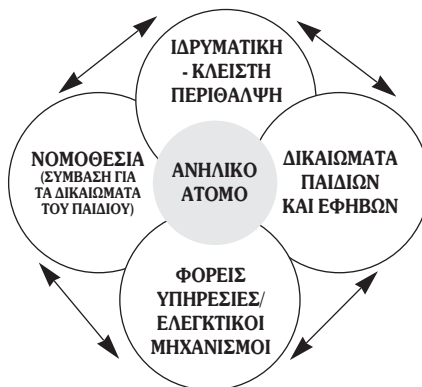 ΙΔΡΥΜΑΤΙΚΗ
- ΚΛΕΙΣΤΗ
ΠΕΡΙΘΑΛΨΗ
ΝΟΜΟΘΕΣΙΑ
(ΣΥΜΒΑΣΗ ΓΙΑ
ΤΑ ΔΙΚΑΙΩΜΑΤΑ
ΤΟΥ ΠΑΙΔΙΟΥ)
ΑΝΗΛΙΚΟ
ΑΤΟΜΟ
ΔΙΚΑΙΩΜΑΤΑ
ΠΑΙΔΙΩΝ
ΚΑΙ ΕΦΗΒΩΝ
ΦΟΡΕΙΣ
ΥΠΗΡΕΣΙΕΣ/
ΕΛΕΓΚΤΙΚΟΙ
ΜΗΧΑΝΙΣΜΟΙ